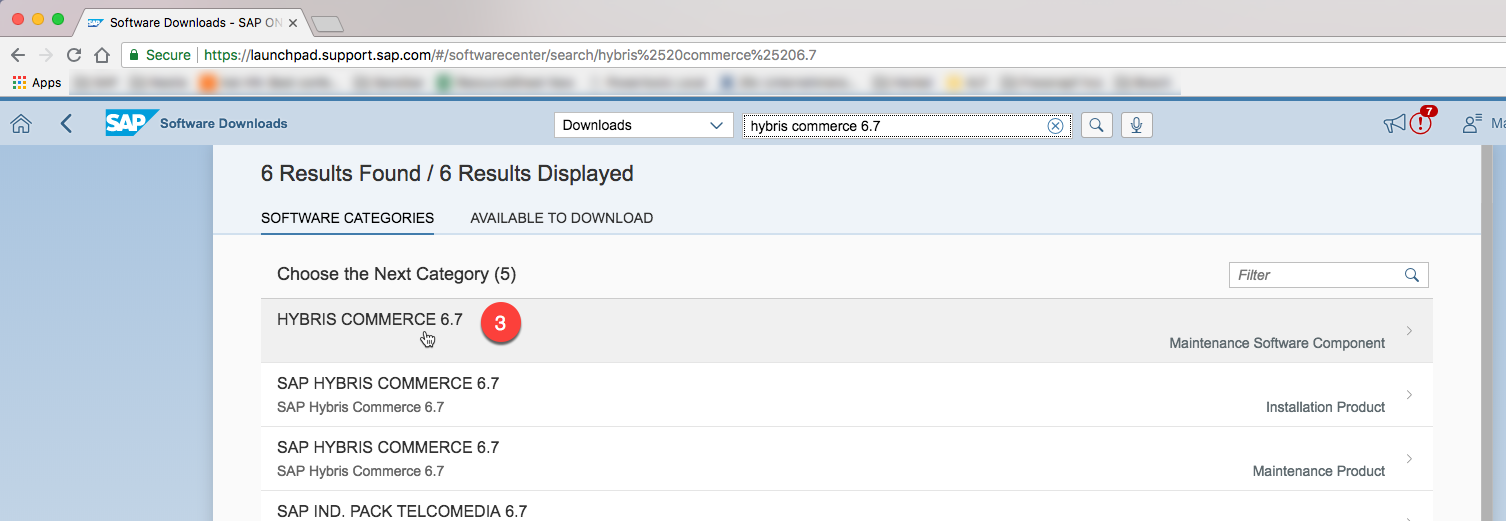 Software Downloads - SAP ON
Secure
https://launchpad.support.sap.com/#/softwarecenter/search/hybris%2520commerce%25206.7
Apps
SAP Software Downloads
Downloads
hybris commerce 6.7
7
Ma
6 Results Found / 6 Results Displayed
SOFTWARE CATEGORIES
AVAILABLE TO DOWNLOAD
Choose the Next Category (5)
Filter
HYBRIS COMMERCE 6.7
3
Maintenance Software Component
SAP HYBRIS COMMERCE 6.7
SAP Hybris Commerce 6.7
Installation Product
SAP HYBRIS COMMERCE 6.7
SAP Hybris Commerce 6.7
Maintenance Product
SAP IND. PACK TELCOMEDIA 6.7